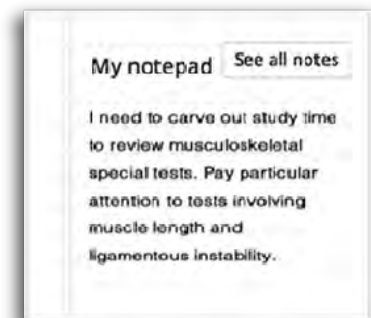 My notepad See all notes
I need to carve out study time
to review musculoskeletal
special tests. Pay particular
attention to tests involving
muscle length and
ligamentous instability.